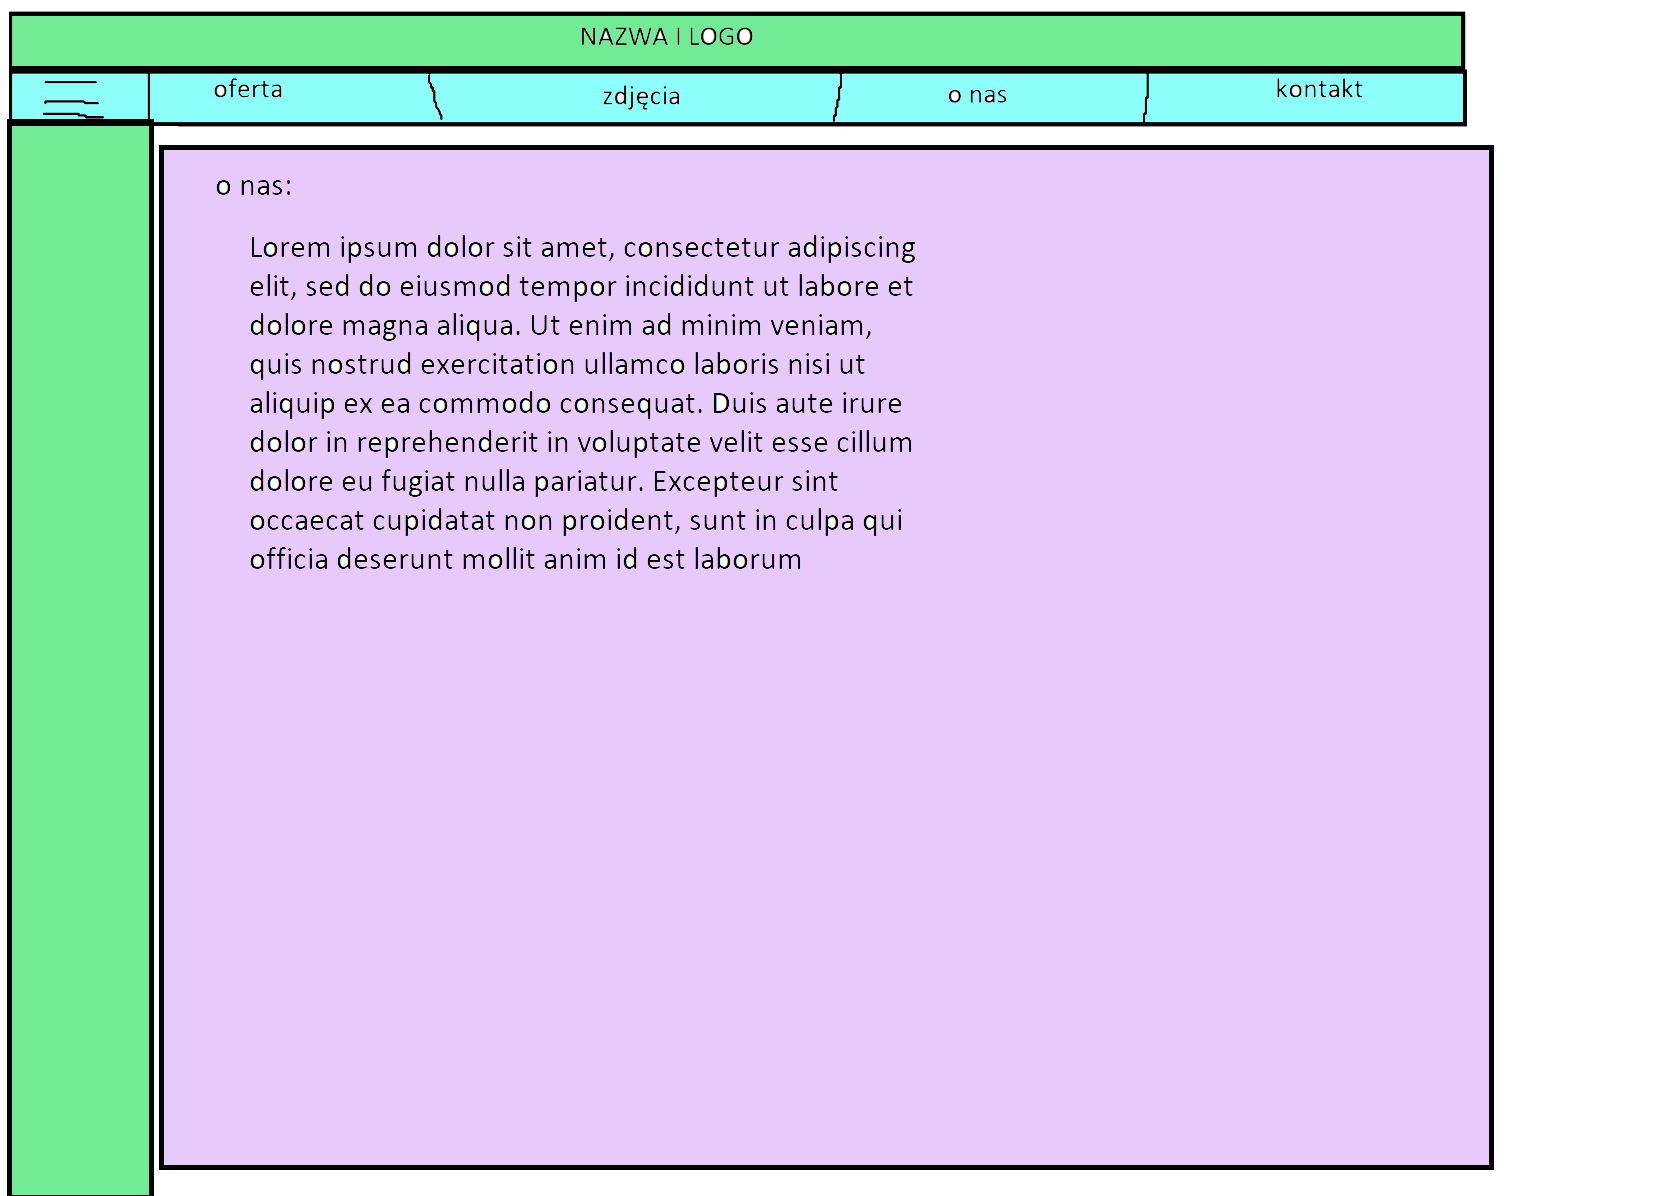 NAZWA I LOGO
oferta
zdjęcia
o nas
kontakt
o nas:
Lorem ipsum dolor sit amet, consectetur adipiscing
elit, sed do eiusmod tempor incididunt ut labore et
dolore magna aliqua. Ut enim ad minim veniam,
quis nostrud exercitation ullamco laboris nisi ut
aliquip ex ea commodo consequat. Duis aute irure
dolor in reprehenderit in voluptate velit esse cillum
dolore eu fugiat nulla pariatur. Excepteur sint
occaecat cupidatat non proident, sunt in culpa qui
officia deserunt mollit anim id est laborum